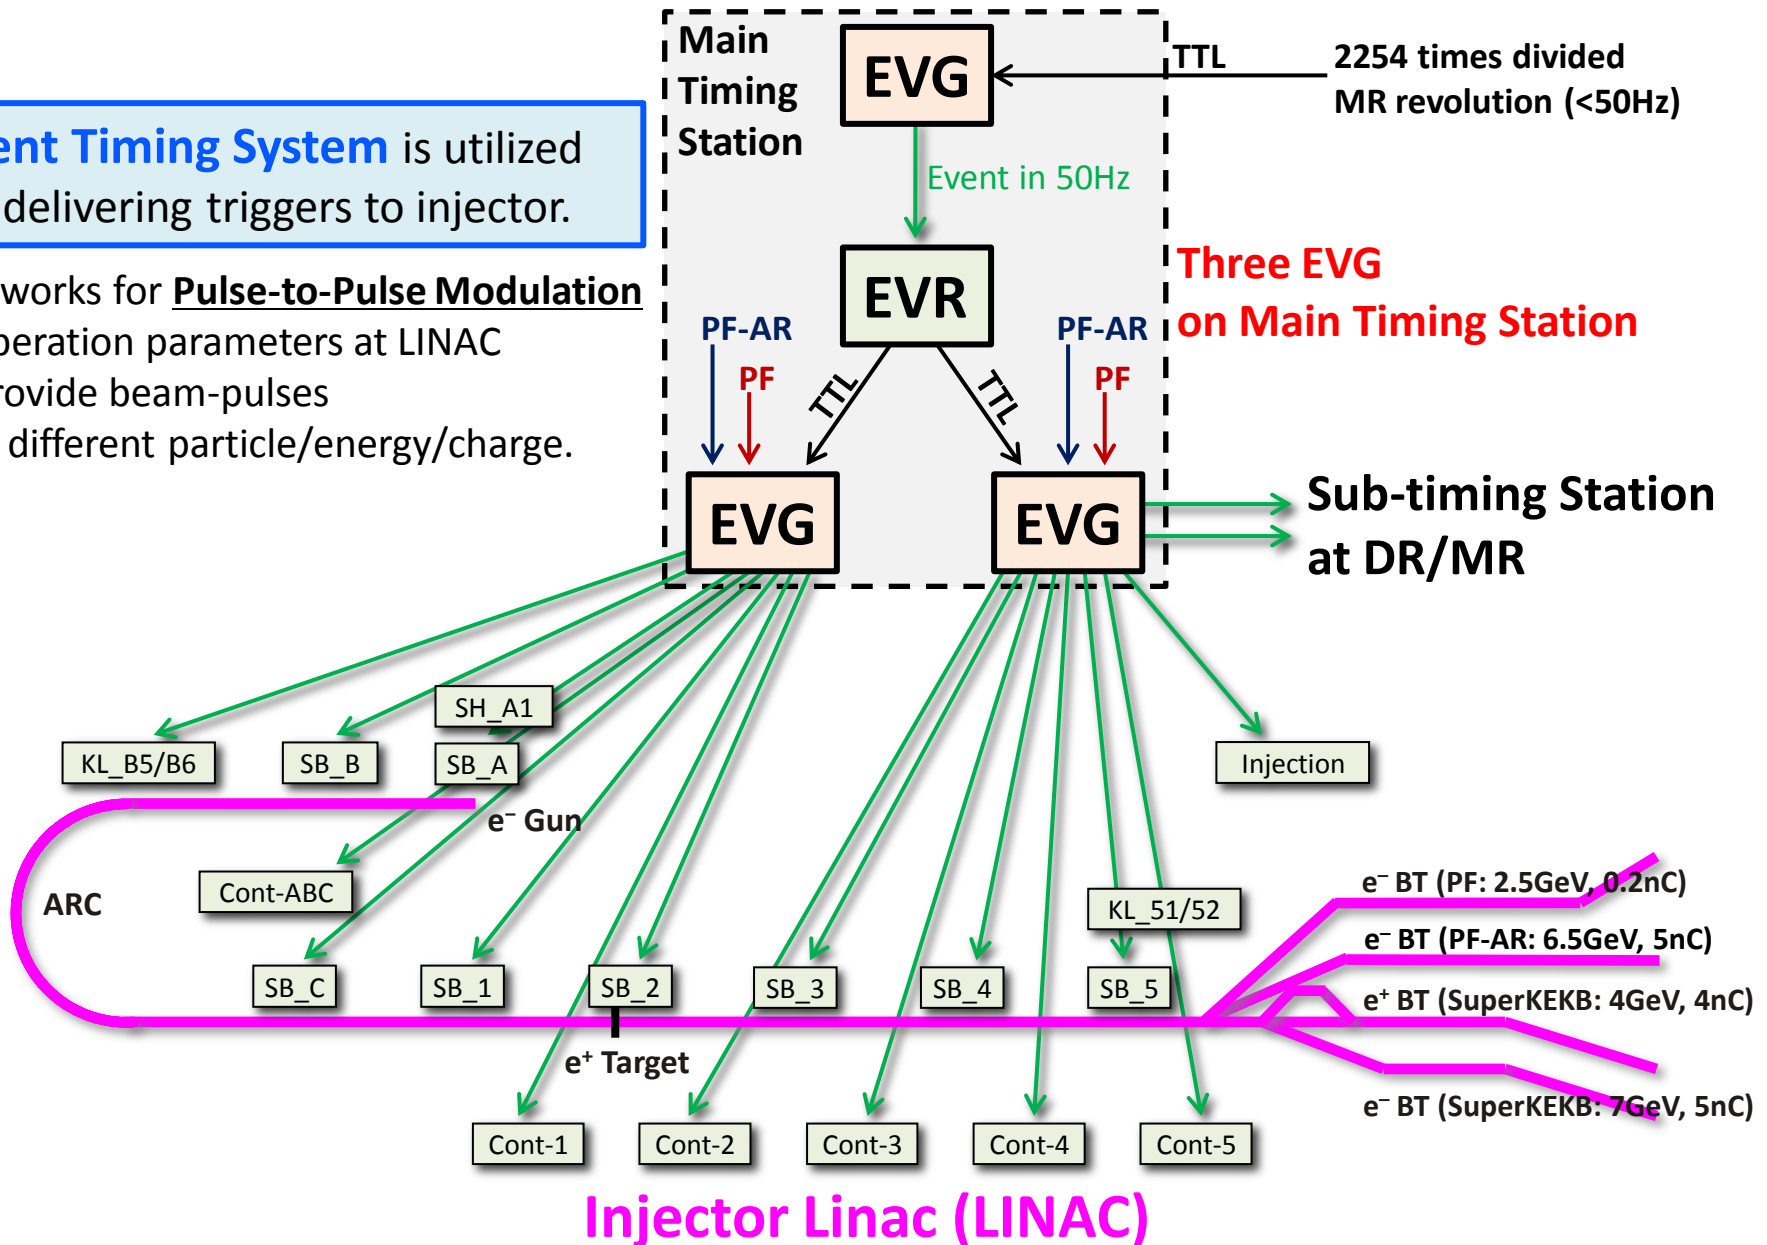 Main
Timing
Station
EVG
TTL
2254 times divided
MR revolution (<50Hz)
ent Timing System is utilized
delivering triggers to injector.
Event in 50Hz
works for Pulse-to-Pulse Modulation
peration parameters at LINAC
rovide beam-pulses
different particle/energy/charge.
EVR
Three EVG
on Main Timing Station
PF-AR
PF
TTL
TTL
PF-AR
PF
EVG
EVG
Sub-timing Station
at DR/MR
SH_A1
KL_B5/B6
SB_B
SB_A
Injection
e– Gun
ARC
Cont-ABC
KL_51/52
e– BT (PF: 2.5GeV, 0.2nC)
e– BT (PF-AR: 6.5GeV, 5nC)
SB_C
SB_1
SB_2
SB_3
SB_4
SB_5
e+ BT (SuperKEKB: 4GeV, 4nC)
e+ Target
e– BT (SuperKEKB: 7GeV, 5nC)
Cont-1
Cont-2
Cont-3
Cont-4
Cont-5
Injector Linac (LINAC)